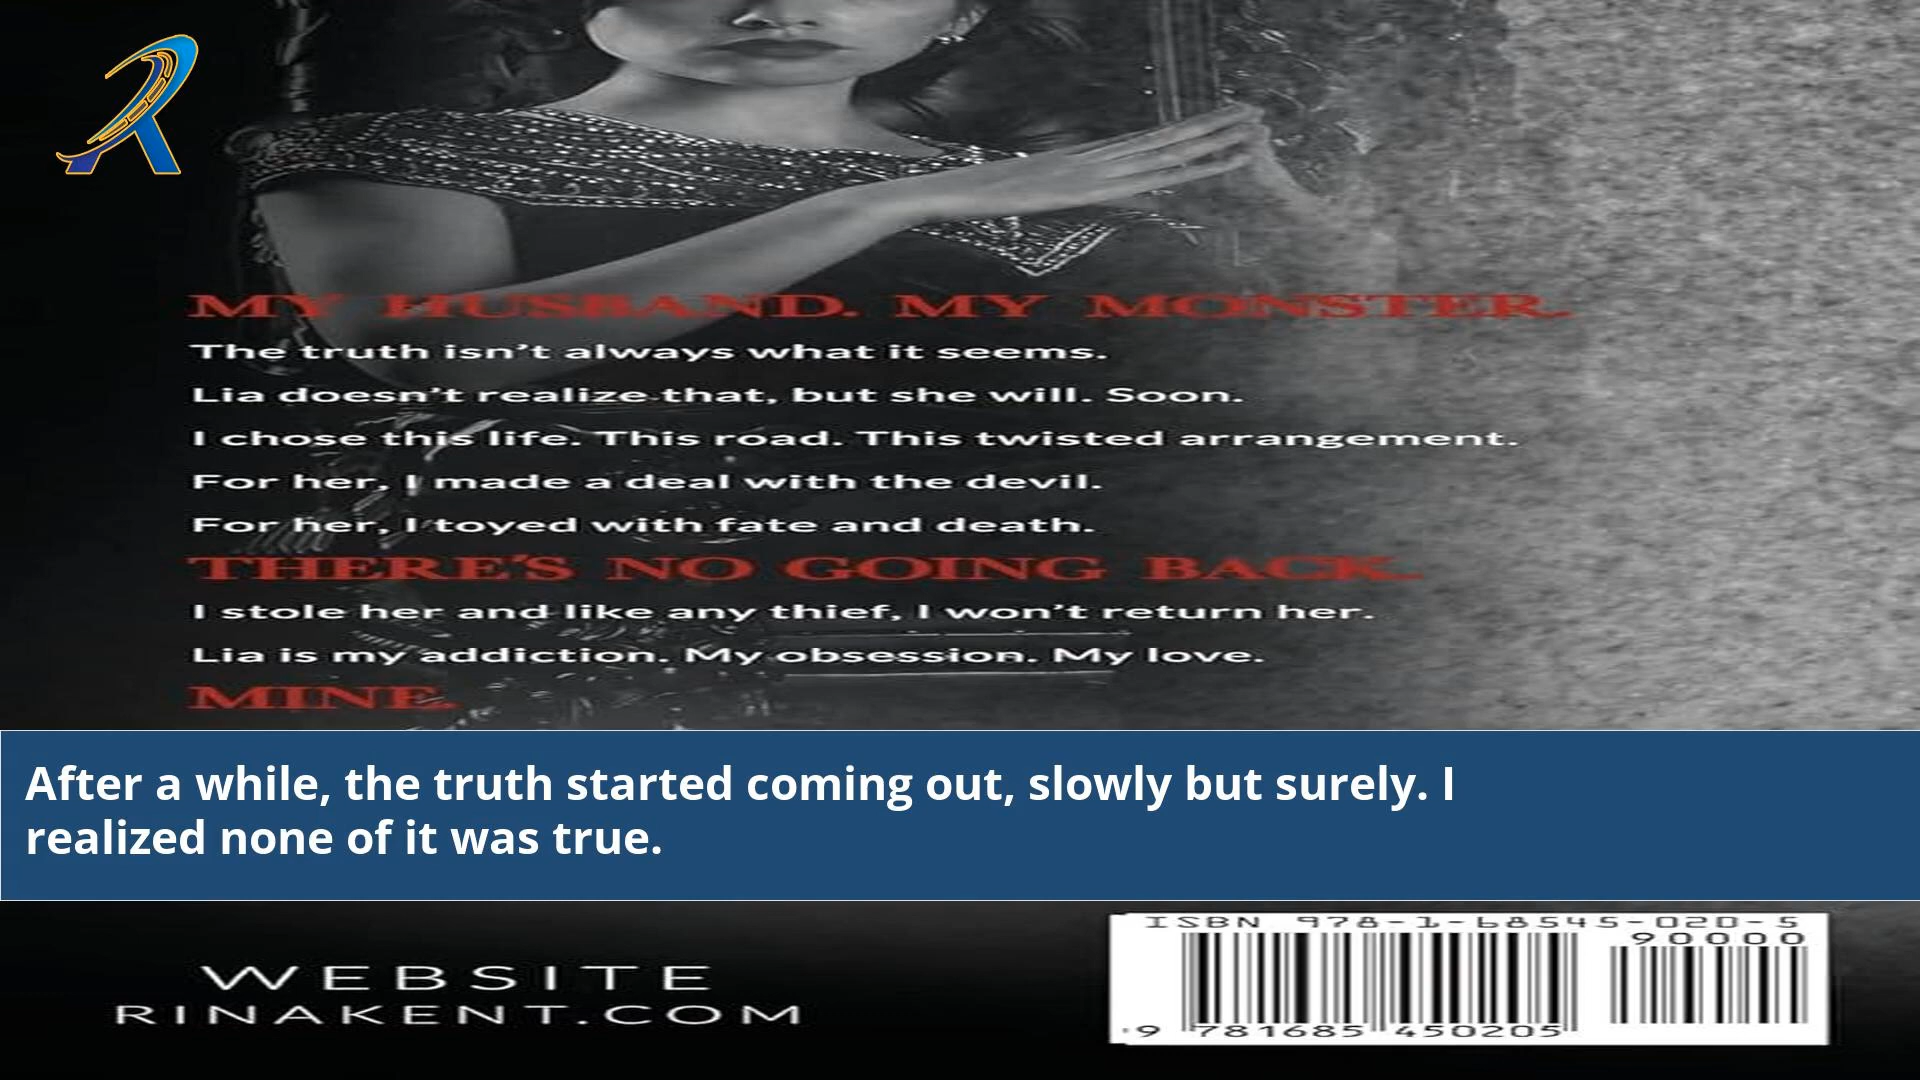 MY HUSBAND. MY MONSTER.
The truth isn't always what it seems.
Lia doesn't realize that, but she will. Soon.
I chose this life. This road. This twisted arrangement.
For her, I made a deal with the devil.
For her, I toyed with fate and death.
THERE'S NO GOING BACK.
I stole her and like any thief, I won't return her.
Lia is my addiction. My obsession. My love.
MINE.
After a while, the truth started coming out, slowly but surely. I
realized none of it was true.
WEBSITE
RINAKENT.COM
ISBN 978-1-68545-020-5
90000
9 781685 450205